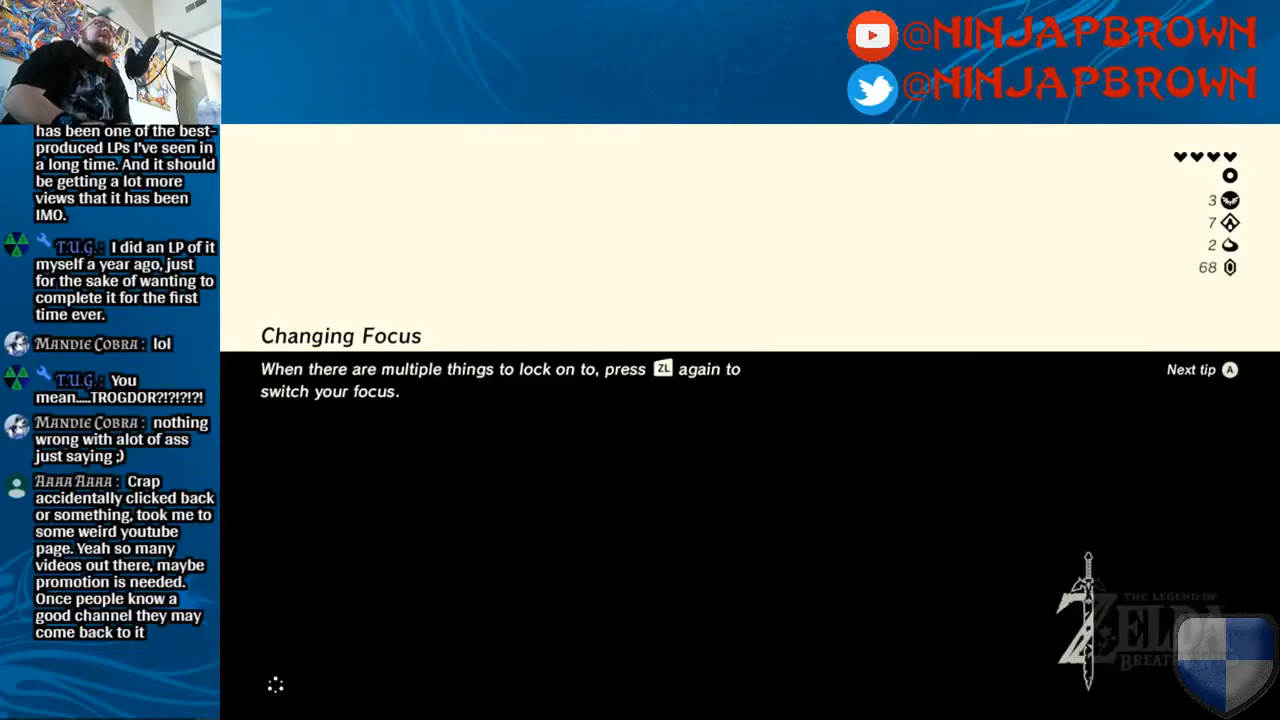 @NINJAPBROWN
@NINJAPBROWN
has been one of the best-
produced LPs I've seen in
a long time. And it should
be getting a lot more
views that it has been
IMO.
T.U.G.: I did an LP of it
myself a year ago, just
for the sake of wanting to
complete it for the first
time ever.
Mandie Cobra: lol
T.U.G.: You
mean.....TROGDOR?!?!?!?!
Mandie Cobra: nothing
wrong with alot of ass
just saying ;)
Aaaa Aaaa: Crap
accidentally clicked back
or something, took me to
some weird youtube
page. Yeah so many
videos out there, maybe
promotion is needed.
Once people know a
good channel they may
come back to it
3
7
2
68
Changing Focus
When there are multiple things to lock on to, press ZL again to
switch your focus.
Next tip A
THE LEGEND OF
ZELDA